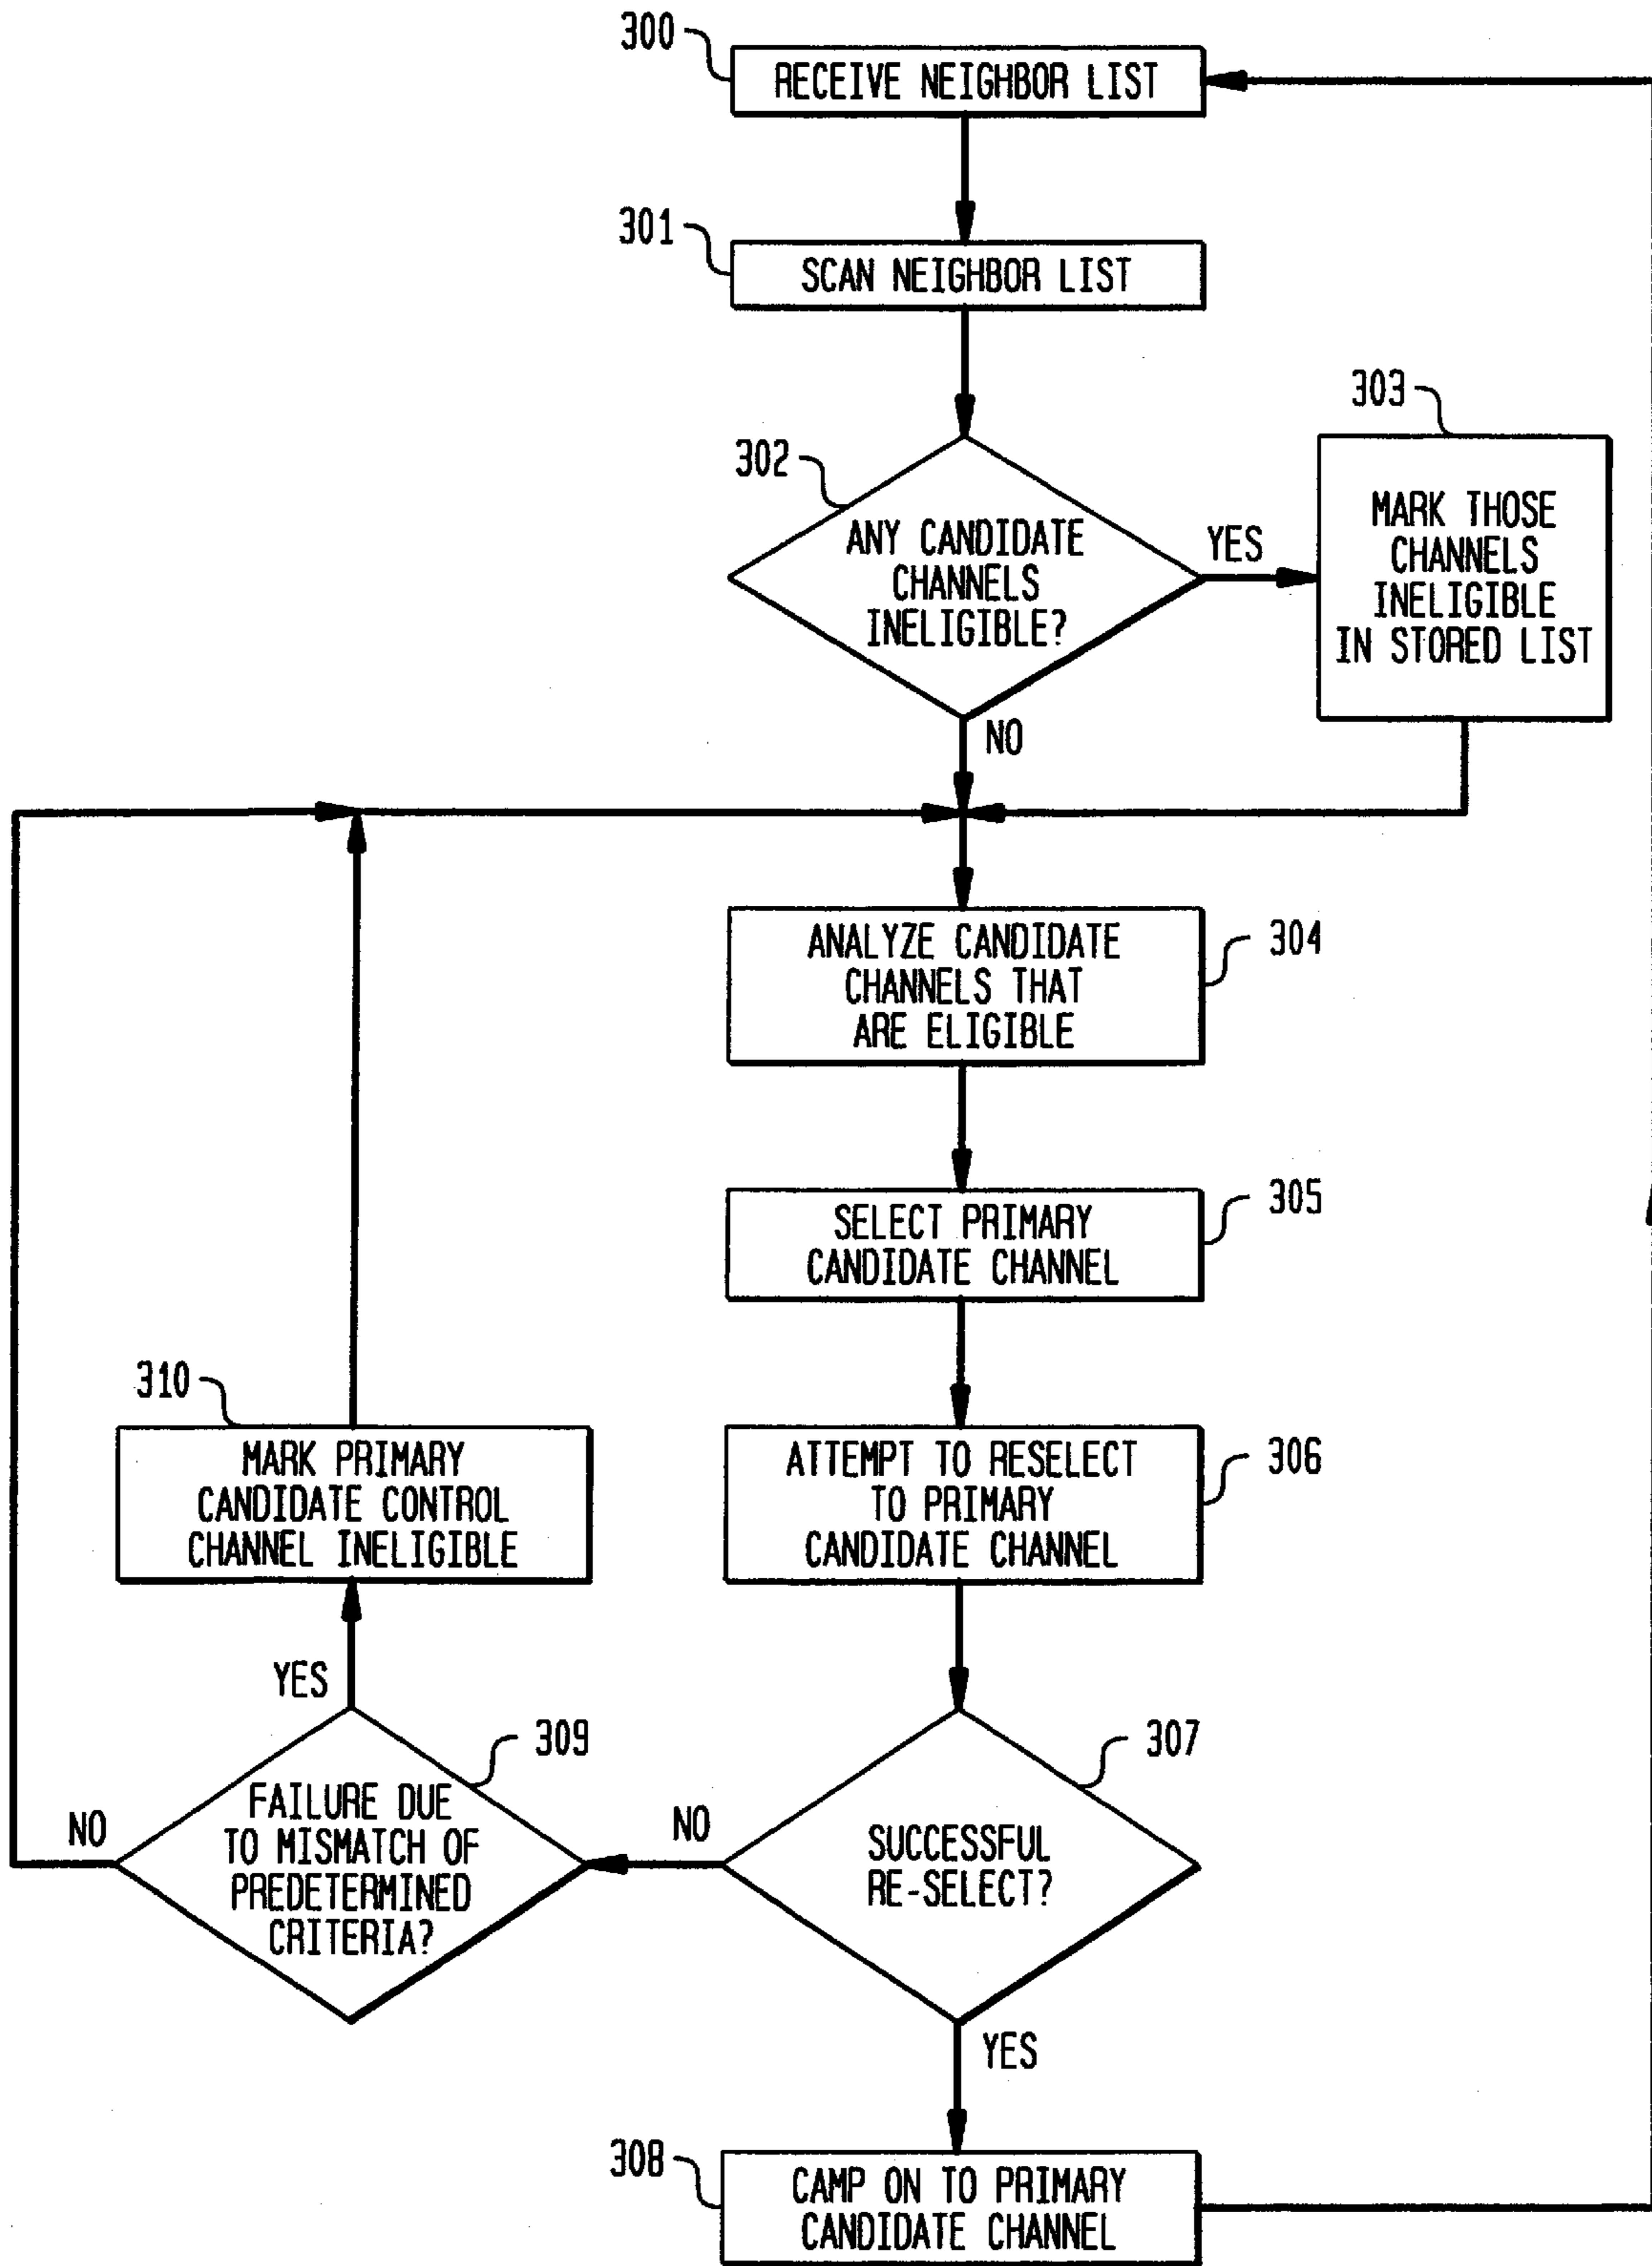 300
RECEIVE NEIGHBOR LIST
301
SCAN NEIGHBOR LIST
302
ANY CANDIDATE
CHANNELS
INELIGIBLE?
YES
303
MARK THOSE
CHANNELS
INELIGIBLE
IN STORED LIST
NO
304
ANALYZE CANDIDATE
CHANNELS THAT
ARE ELIGIBLE
305
SELECT PRIMARY
CANDIDATE CHANNEL
310
MARK PRIMARY
CANDIDATE CONTROL
CHANNEL INELIGIBLE
306
ATTEMPT TO RESELECT
TO PRIMARY
CANDIDATE CHANNEL
YES
309
FAILURE DUE
TO MISMATCH OF
PREDETERMINED
CRITERIA?
NO
NO
307
SUCCESSFUL
RE-SELECT?
YES
308
CAMP ON TO PRIMARY
CANDIDATE CHANNEL